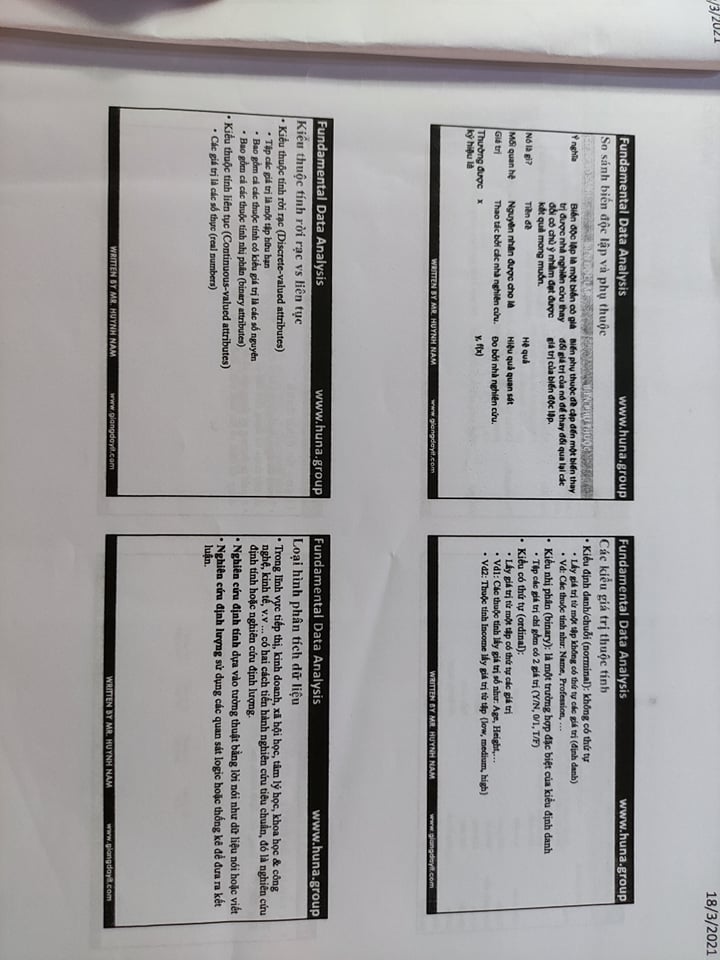 /3/2021
18/3/2021
Fundamental Data Analysis www.huna.group
So sánh biến độc lập và phụ thuộc
Ý nghĩa Biến độc lập là một biến có giá trị được nhà nghiên cứu thay đổi có chủ ý nhằm đạt được kết quả mong muốn. Biến phụ thuộc đề cập đến một biến thay đổi giá trị của nó để thay đổi qua lại các giá trị của biến độc lập.
Nó là gì? Tiền đề Hệ quả
Mối quan hệ Nguyên nhân được cho là Hiệu quả quan sát
Giá trị Thao tác bởi các nhà nghiên cứu. Đo bởi nhà nghiên cứu.
Thường được ký hiệu là x y, f(x)
WRITTEN BY MR. HUYNH NAM www.giangdayit.com
Fundamental Data Analysis www.huna.group
Các kiểu giá trị thuộc tính
• Kiểu định danh/chuỗi (norminal): không có thứ tự
• Lấy giá trị từ một tập không có thứ tự các giá trị (định danh)
• Vd: Các thuộc tính như: Name, Profession, …
• Kiểu nhị phân (binary): là một trường hợp đặc biệt của kiểu định danh
• Tập các giá trị chỉ gồm có 2 giá trị (Y/N, 0/1, T/F)
• Kiểu có thứ tự (ordinal):
• Lấy giá trị từ một tập có thứ tự các giá trị
• Vd1: Các thuộc tính lấy giá trị số như: Age, Height,…
• Vd2: Thuộc tính Income lấy giá trị từ tập {low, medium, high}
WRITTEN BY MR. HUYNH NAM www.giangdayit.com
Fundamental Data Analysis www.huna.group
Kiểu thuộc tính rời rạc vs liên tục
• Kiểu thuộc tính rời rạc (Discrete-valued attributes)
• Tập các giá trị là một tập hữu hạn
• Bao gồm cả các thuộc tính có kiểu giá trị là các số nguyên
• Bao gồm cả các thuộc tính nhị phân (binary attributes)
• Kiểu thuộc tính liên tục (Continuous-valued attributes)
• Các giá trị là các số thực (real numbers)
WRITTEN BY MR. HUYNH NAM www.giangdayit.com
Fundamental Data Analysis www.huna.group
Loại hình phân tích dữ liệu
• Trong lĩnh vực tiếp thị, kinh doanh, xã hội học, tâm lý học, khoa học & công
nghệ, kinh tế, v.v … có hai cách tiến hành nghiên cứu tiêu chuẩn, đó là nghiên cứu
định tính hoặc nghiên cứu định lượng.
• Nghiên cứu định tính dựa vào tường thuật bằng lời nói như dữ liệu nói hoặc viết
• Nghiên cứu định lượng sử dụng các quan sát logic hoặc thống kê để đưa ra kết
luận.
WRITTEN BY MR. HUYNH NAM www.giangdayit.com